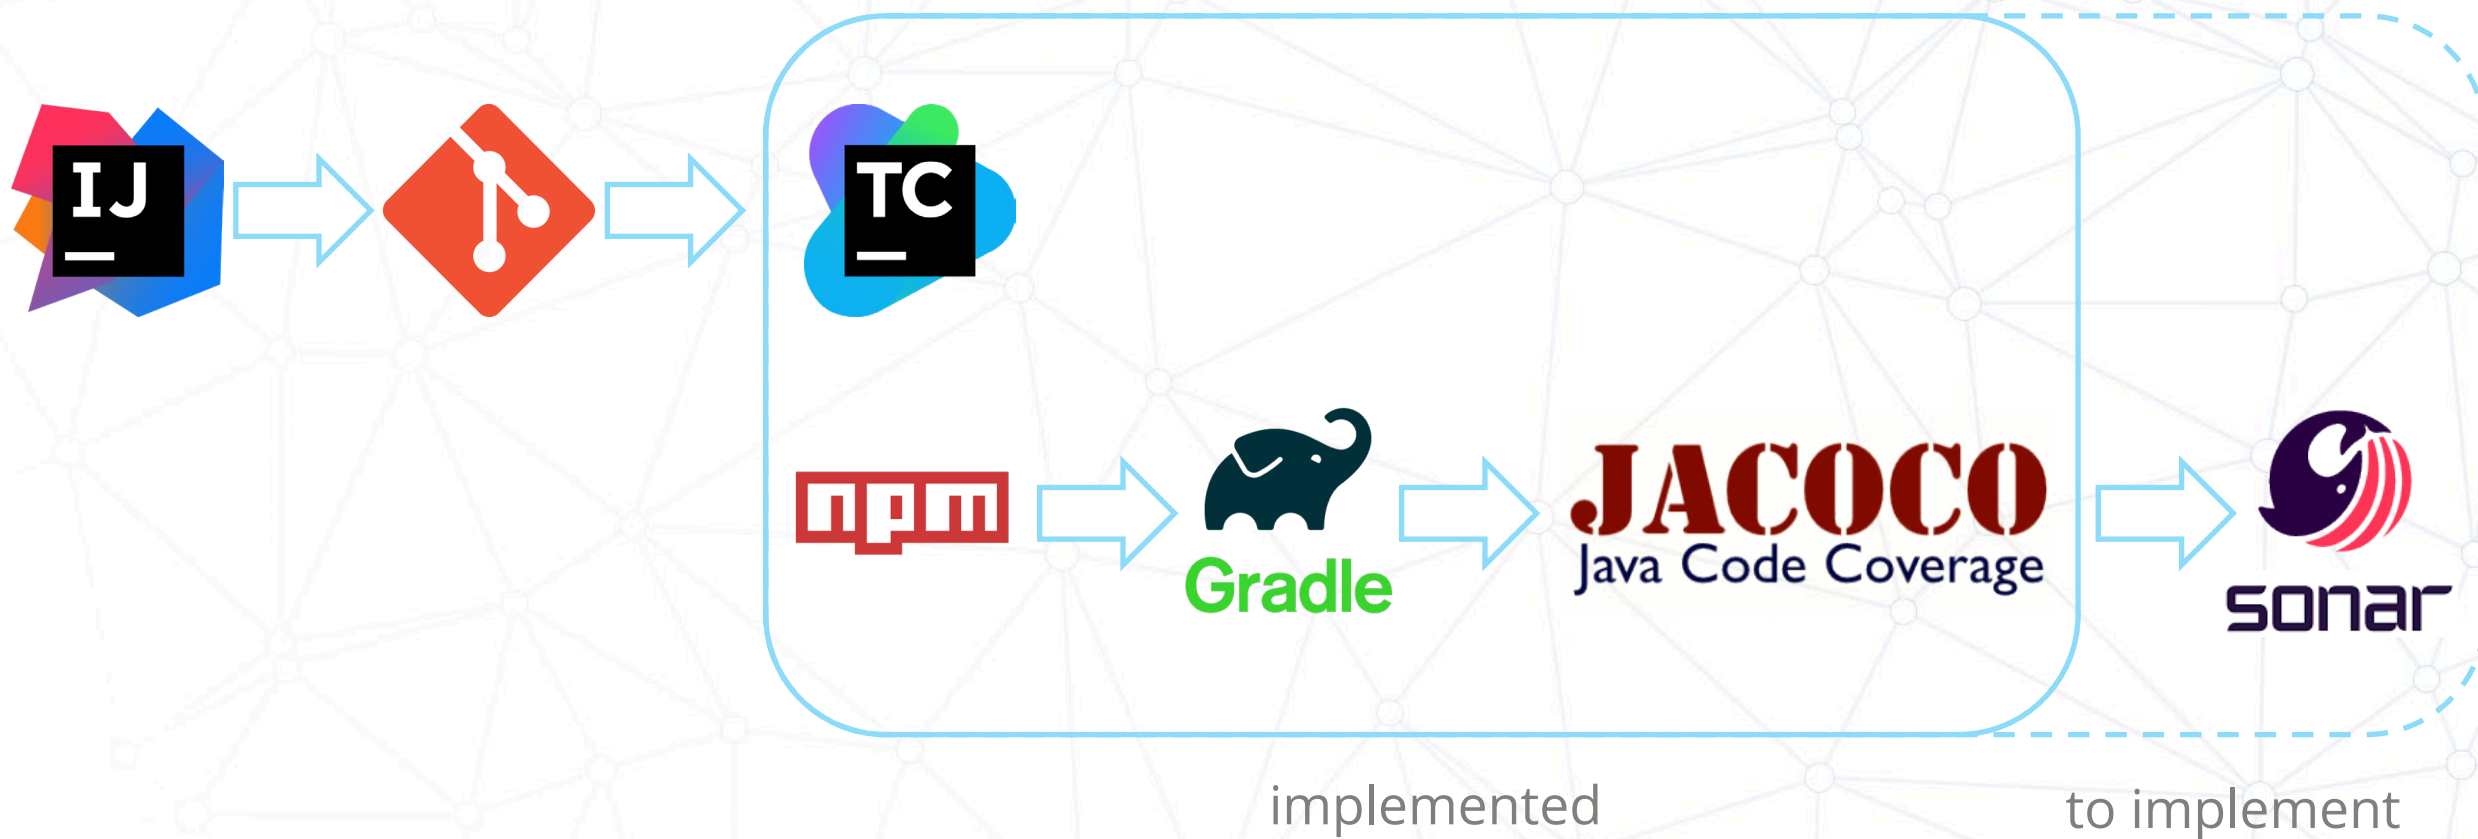 IJ
TC
npm
Gradle
JACOCO
Java Code Coverage
sonar
implemented
to implement